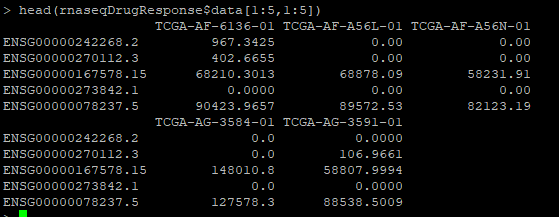 > head(rnaseqDrugResponse$data[1:5,1:5])
TCGA-AF-6136-01 TCGA-AF-A56L-01 TCGA-AF-A56N-01
ENSG00000242268.2 967.3425 0.00 0.00
ENSG00000270112.3 402.6655 0.00 0.00
ENSG00000167578.15 68210.3013 68878.09 58231.91
ENSG00000273842.1 0.0000 0.00 0.00
ENSG00000078237.5 90423.9657 89572.53 82123.19
TCGA-AG-3584-01 TCGA-AG-3591-01
ENSG00000242268.2 0.0 0.0000
ENSG00000270112.3 0.0 106.9661
ENSG00000167578.15 148010.8 58807.9994
ENSG00000273842.1 0.0 0.0000
ENSG00000078237.5 127578.3 88538.5009
>